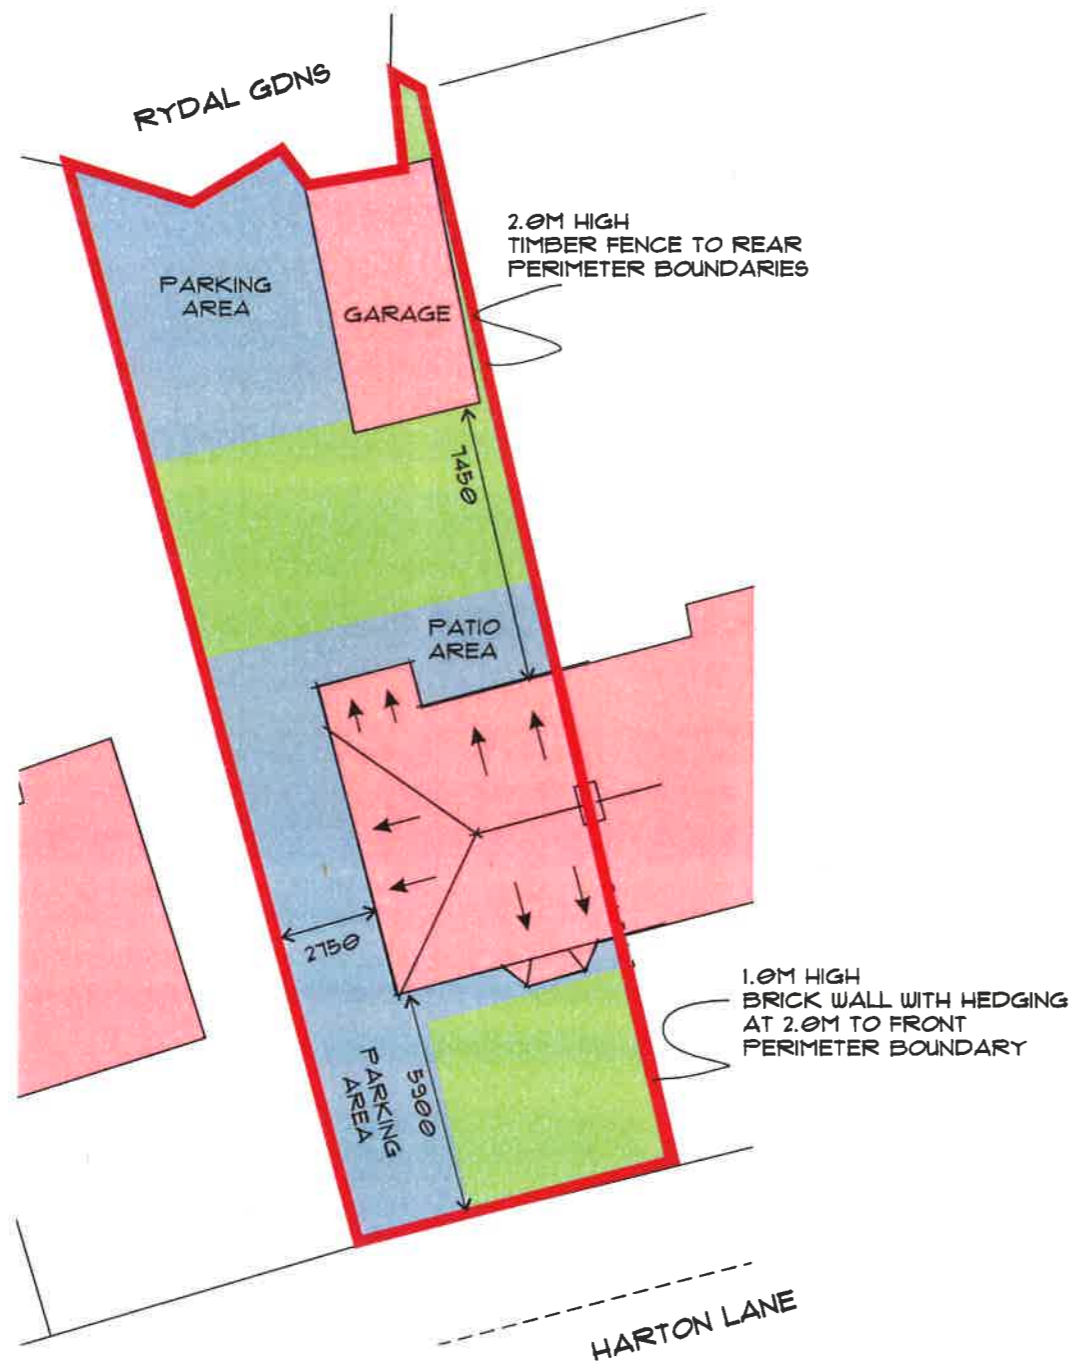 RYDAL GDNS
2.0M HIGH
TIMBER FENCE TO REAR
PERIMETER BOUNDARIES
PARKING
AREA
GARAGE
7450
PATIO
AREA
2750
1.0M HIGH
BRICK WALL WITH HEDGING
AT 2.0M TO FRONT
PERIMETER BOUNDARY
PARKING
AREA
5900
HARTON LANE